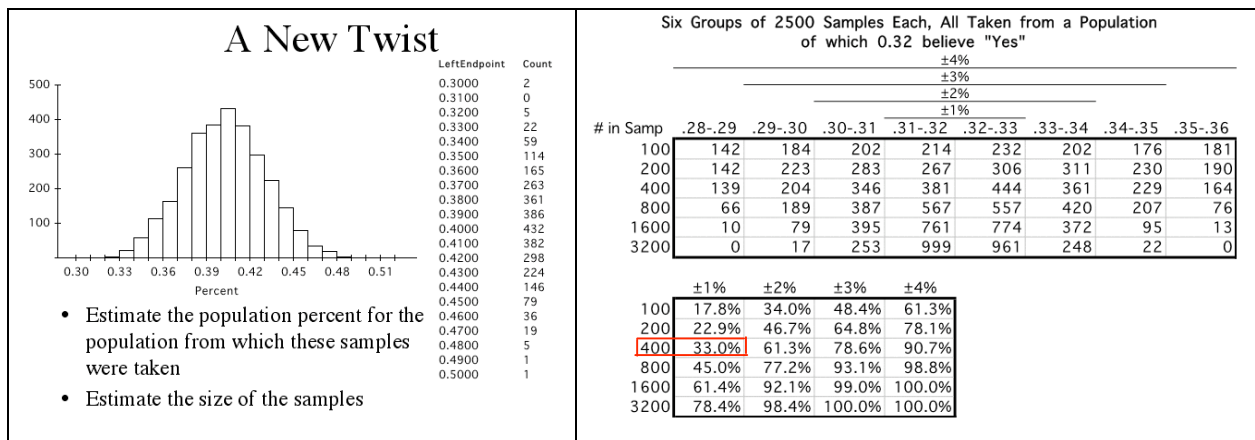 A New Twist
LeftEndpoint Count
0.3000 2
0.3100 0
0.3200 5
0.3300 22
0.3400 59
0.3500 114
0.3600 165
0.3700 263
0.3800 361
0.3900 386
0.4000 432
0.4100 382
0.4200 298
0.4300 224
0.4400 146
0.4500 79
0.4600 36
0.4700 19
0.4800 5
0.4900 1
0.5000 1
500
400
300
200
100
0.30 0.33 0.36 0.39 0.42 0.45 0.48 0.51
Percent
• Estimate the population percent for the
population from which these samples
were taken
• Estimate the size of the samples
Six Groups of 2500 Samples Each, All Taken from a Population
of which 0.32 believe "Yes"
±4%
±3%
±2%
±1%
# in Samp .28-.29 .29-.30 .30-.31 .31-.32 .32-.33 .33-.34 .34-.35 .35-.36
100 142 184 202 214 232 202 176 181
200 142 223 283 267 306 311 230 190
400 139 204 346 381 444 361 229 164
800 66 189 387 567 557 420 207 76
1600 10 79 395 761 774 372 95 13
3200 0 17 253 999 961 248 22 0
±1% ±2% ±3% ±4%
100 17.8% 34.0% 48.4% 61.3%
200 22.9% 46.7% 64.8% 78.1%
400 33.0% 61.3% 78.6% 90.7%
800 45.0% 77.2% 93.1% 98.8%
1600 61.4% 92.1% 99.0% 100.0%
3200 78.4% 98.4% 100.0% 100.0%